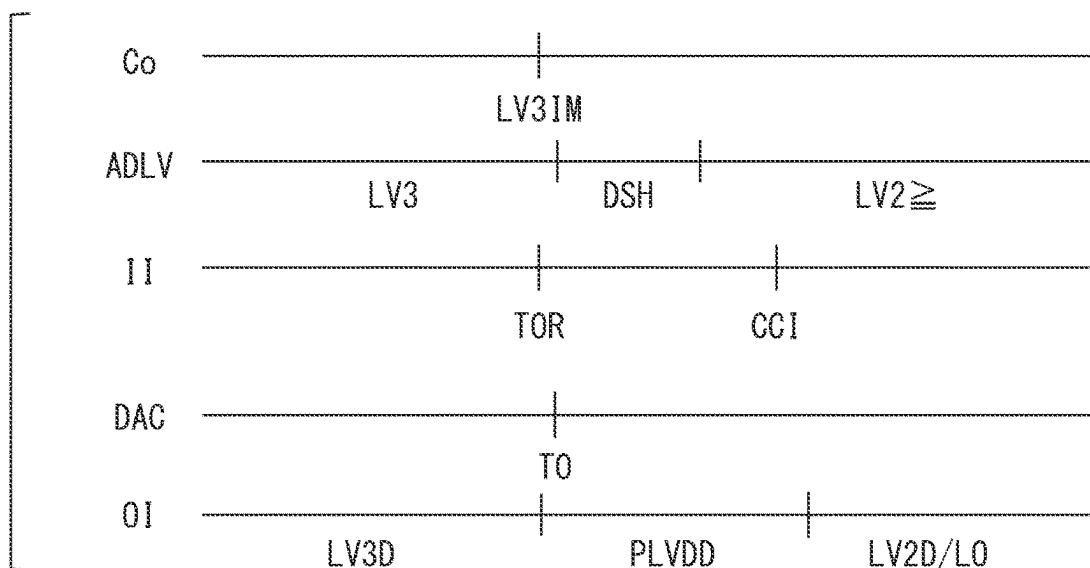 Co
LV3IM
ADLV
LV3 DSH LV2≧
II
TOR CCI
DAC
TO
OI
LV3D PLVDD LV2D/LO